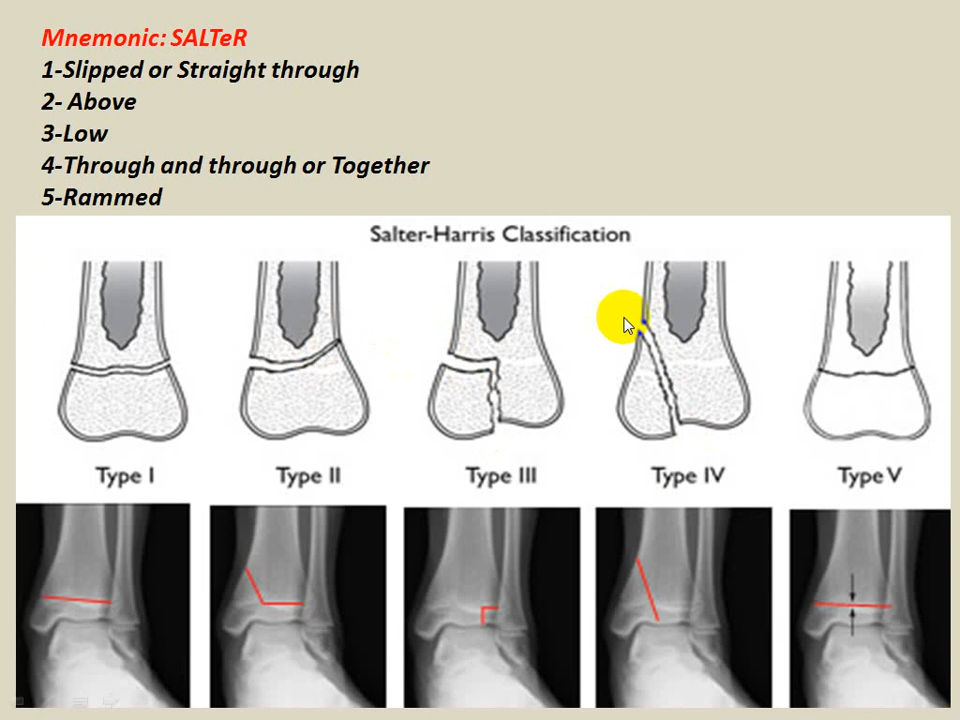 Mnemonic: SALTeR
1-Slipped or Straight through
2- Above
3-Low
4-Through and through or Together
5-Rammed
Salter-Harris Classification
Type I
Type II
Type III
Type IV
Type V